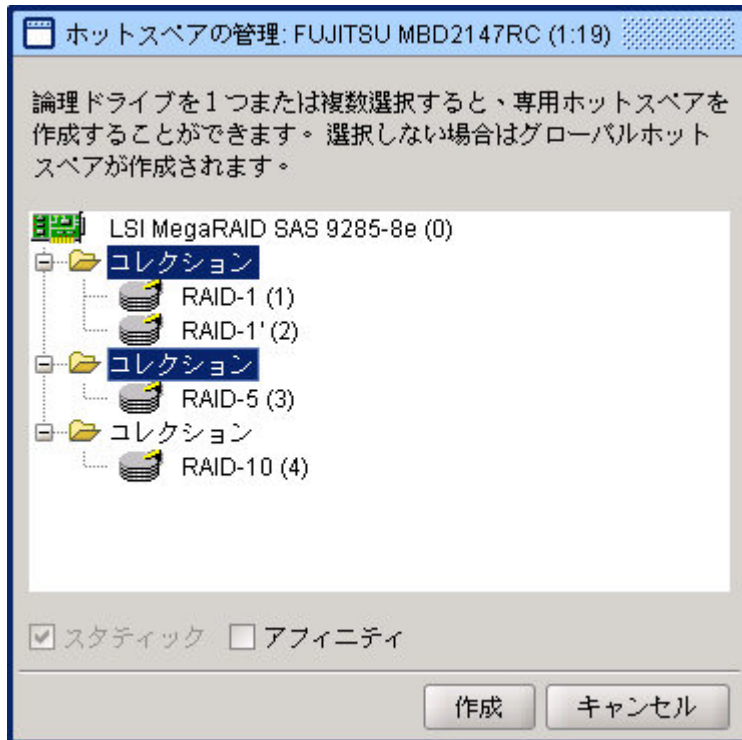 ホットスペアの管理: FUJITSU MBD2147RC (1:19)
論理ドライブを1つまたは複数選択すると、専用ホットスペアを
作成することができます。選択しない場合はグローバルホット
スペアが作成されます。
LSI MegaRAID SAS 9285-8e (0)
コレクション
RAID-1 (1)
RAID-1' (2)
コレクション
RAID-5 (3)
コレクション
RAID-10 (4)
スタティック アフィニティ
作成 キャンセル